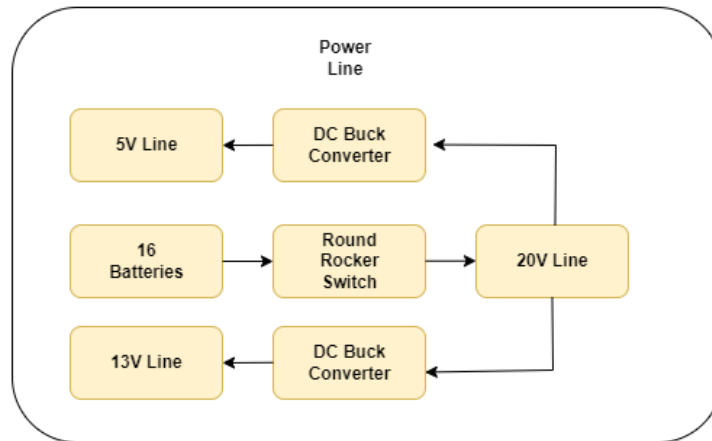 Power
Line
5V Line
DC Buck
Converter
16
Batteries
Round
Rocker
Switch
20V Line
13V Line
DC Buck
Converter